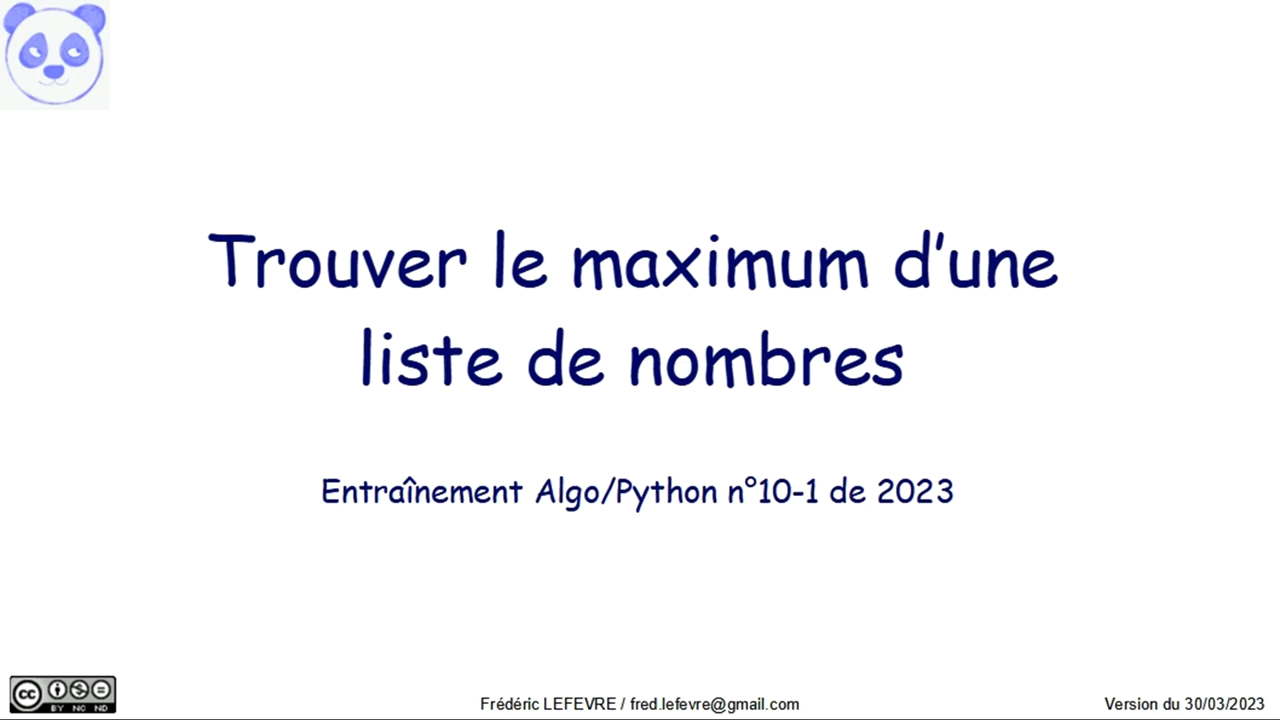 Trouver le maximum d’une
liste de nombres
Entraînement Algo/Python n°10-1 de 2023
cc
BY NC ND
Frédéric LEFEVRE / fred.lefevre@gmail.com
Version du 30/03/2023